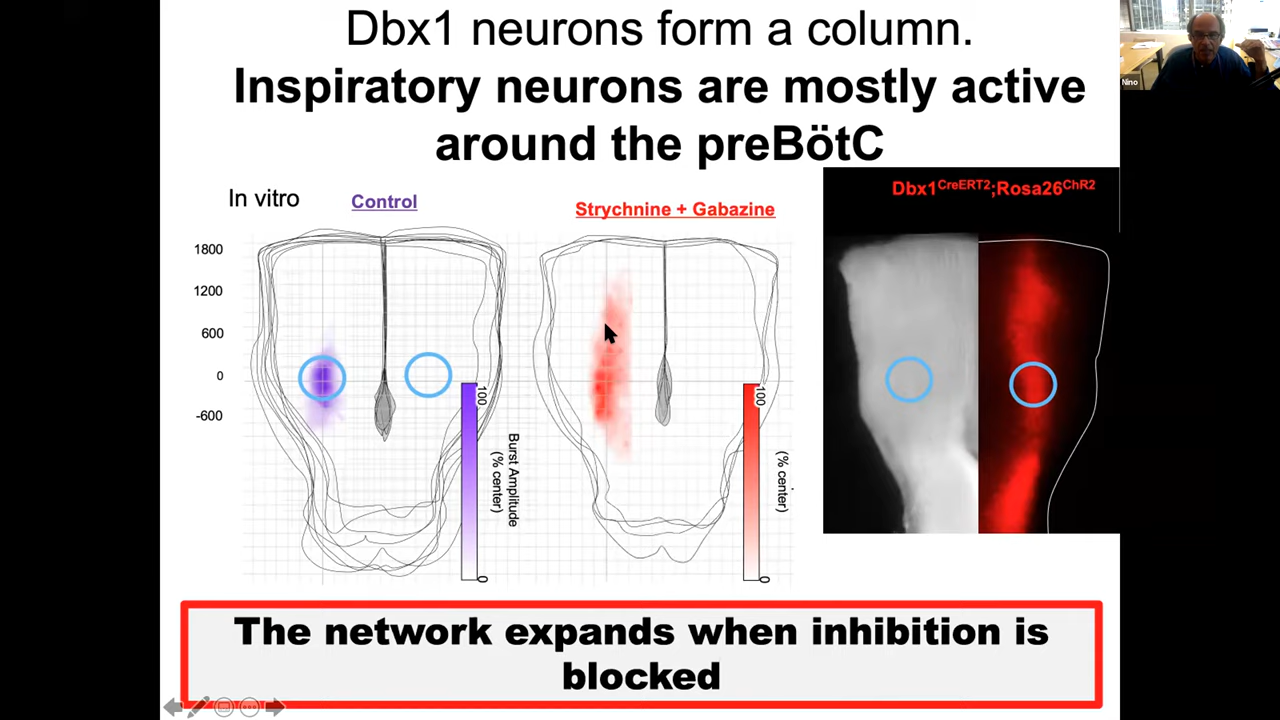 Dbx1 neurons form a column.
Inspiratory neurons are mostly active
around the preBötC
Nino
In vitro
Control
Strychnine + Gabazine
Dbx1CreERT2;Rosa26ChR2
1800
1200
600
0
-600
100
0
Burst Amplitude
(% center)
100
0
(% center)
The network expands when inhibition is
blocked